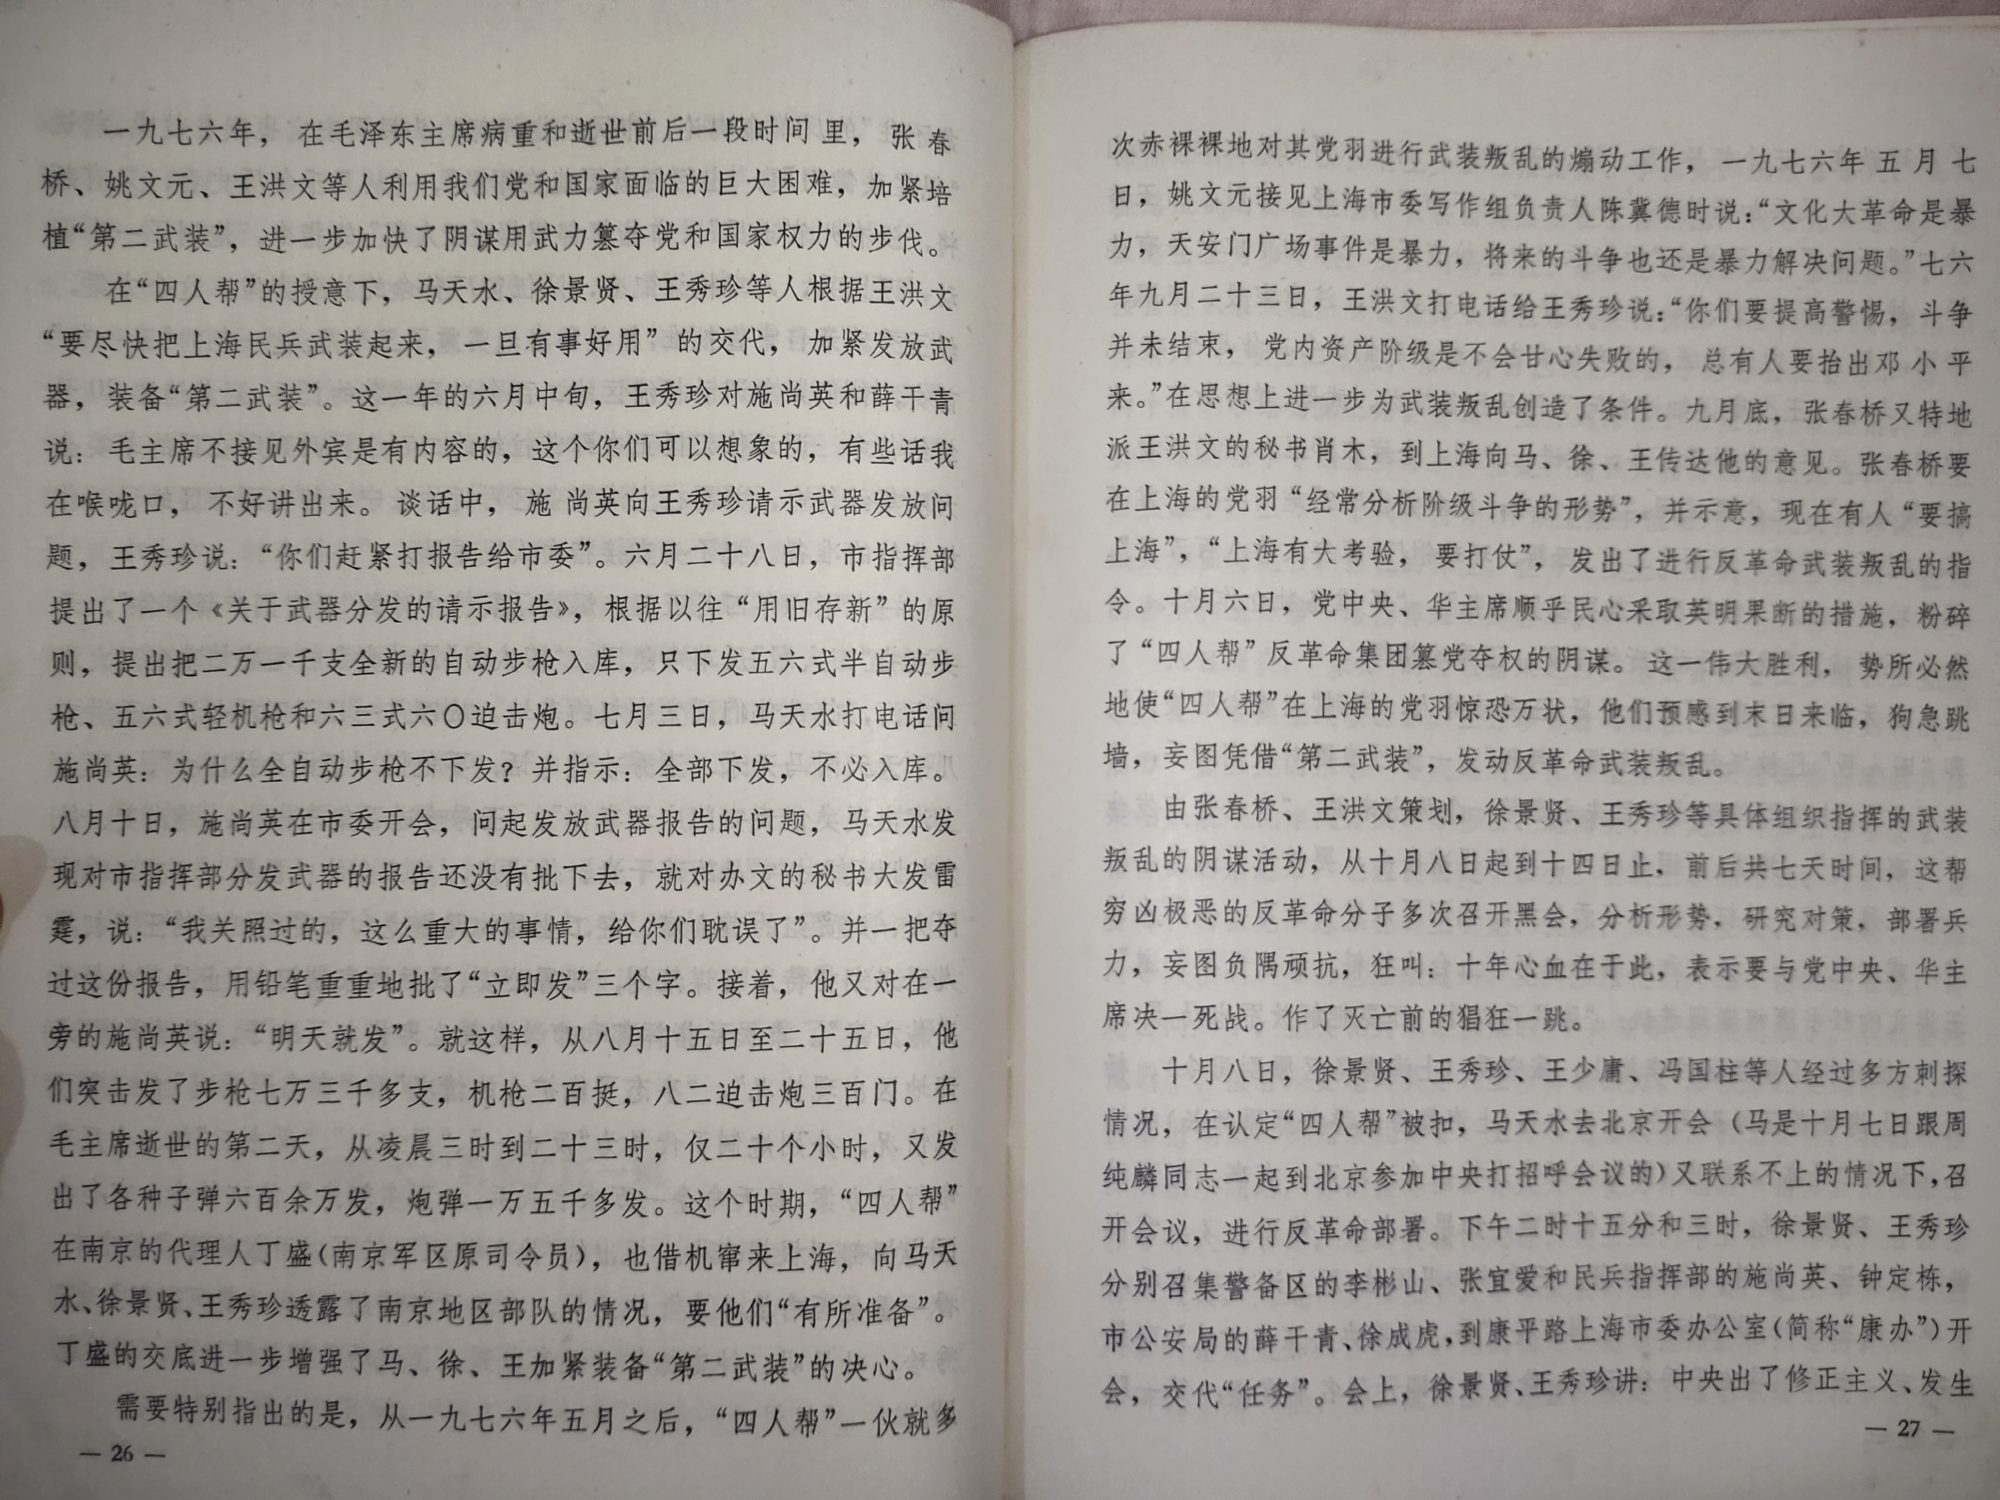 一九七六年，在毛泽东主席病重和逝世前后一段时间里，张春
桥、姚文元、王洪文等人利用我们党和国家面临的巨大困难，加紧培
植“第二武装”，进一步加快了阴谋用武力篡夺党和国家权力的步伐。
在“四人帮”的授意下，马天水、徐景贤、王秀珍等人根据王洪文
“要尽快把上海民兵武装起来，一旦有事好用”的交代，加紧发放武
器，装备“第二武装”。这一年的六月中旬，王秀珍对施尚英和薛干青
说：毛主席不接见外宾是有内容的，这个你们可以想象的，有些话我
在喉咙口，不好讲出来。谈话中，施尚英向王秀珍请示武器发放问
题，王秀珍说：“你们赶紧打报告给市委”。六月二十八日，市指挥部
提出了一个《关于武器分发的请示报告》，根据以往“用旧存新”的原
则，提出把二万一千支全新的自动步枪入库，只下发五六式半自动步
枪、五六式轻机枪和六三式六〇迫击炮。七月三日，马天水打电话问
施尚英：为什么全自动步枪不下发？并指示：全部下发，不必入库。
八月十日，施尚英在市委开会，问起发放武器报告的问题，马天水发
现对市指挥部分发武器的报告还没有批下去，就对办文的秘书大发雷
霆，说：“我关照过的，这么重大的事情，给你们耽误了”。并一把夺
过这份报告，用铅笔重重地批了“立即发”三个字。接着，他又对在一
旁的施尚英说：“明天就发”。就这样，从八月十五日至二十五日，他
们突击发了步枪七万三千多支，机枪二百挺，八二迫击炮三百门。在
毛主席逝世的第二天，从凌晨三时到二十三时，仅二十个小时，又发
出了各种子弹六百余万发，炮弹一万五千多发。这个时期，“四人帮”
在南京的代理人丁盛（南京军区原司令员），也借机窜来上海，向马天
水、徐景贤、王秀珍透露了南京地区部队的情况，要他们“有所准备”。
丁盛的交底进一步增强了马、徐、王加紧装备“第二武装”的决心。
需要特别指出的是，从一九七六年五月之后，“四人帮”一伙就多
— 26 —
次赤裸裸地对其党羽进行武装叛乱的煽动工作，一九七六年五月七
日，姚文元接见上海市委写作组负责人陈冀德时说：“文化大革命是暴
力，天安门广场事件是暴力，将来的斗争也还是暴力解决问题。”七六
年九月二十三日，王洪文打电话给王秀珍说：“你们要提高警惕，斗争
并未结束，党内资产阶级是不会甘心失败的，总有人要抬出邓小平
来。”在思想上进一步为武装叛乱创造了条件。九月底，张春桥又特地
派王洪文的秘书肖木，到上海向马、徐、王传达他的意见。张春桥要
在上海的党羽“经常分析阶级斗争的形势”，并示意，现在有人“要搞
上海”，“上海有大考验，要打仗”，发出了进行反革命武装叛乱的指
令。十月六日，党中央、华主席顺乎民心采取英明果断的措施，粉碎
了“四人帮”反革命集团篡党夺权的阴谋。这一伟大胜利，势所必然
地使“四人帮”在上海的党羽惊恐万状，他们预感到末日来临，狗急跳
墙，妄图凭借“第二武装”，发动反革命武装叛乱。
由张春桥、王洪文策划，徐景贤、王秀珍等具体组织指挥的武装
叛乱的阴谋活动，从十月八日起到十四日止，前后共七天时间，这帮
穷凶极恶的反革命分子多次召开黑会，分析形势，研究对策，部署兵
力，妄图负隅顽抗，狂叫：十年心血在于此，表示要与党中央、华主
席决一死战。作了灭亡前的猖狂一跳。
十月八日，徐景贤、王秀珍、王少庸、冯国柱等人经过多方刺探
情况，在认定“四人帮”被扣，马天水去北京开会（马是十月七日跟周
纯麟同志一起到北京参加中央打招呼会议的）又联系不上的情况下，召
开会议，进行反革命部署。下午二时十五分和三时，徐景贤、王秀珍
分别召集警备区的李彬山、张宜爱和民兵指挥部的施尚英、钟定栋，
市公安局的薛干青、徐成虎，到康平路上海市委办公室（简称“康办”）开
会，交代“任务”。会上，徐景贤、王秀珍讲：中央出了修正主义、发生
— 27 —